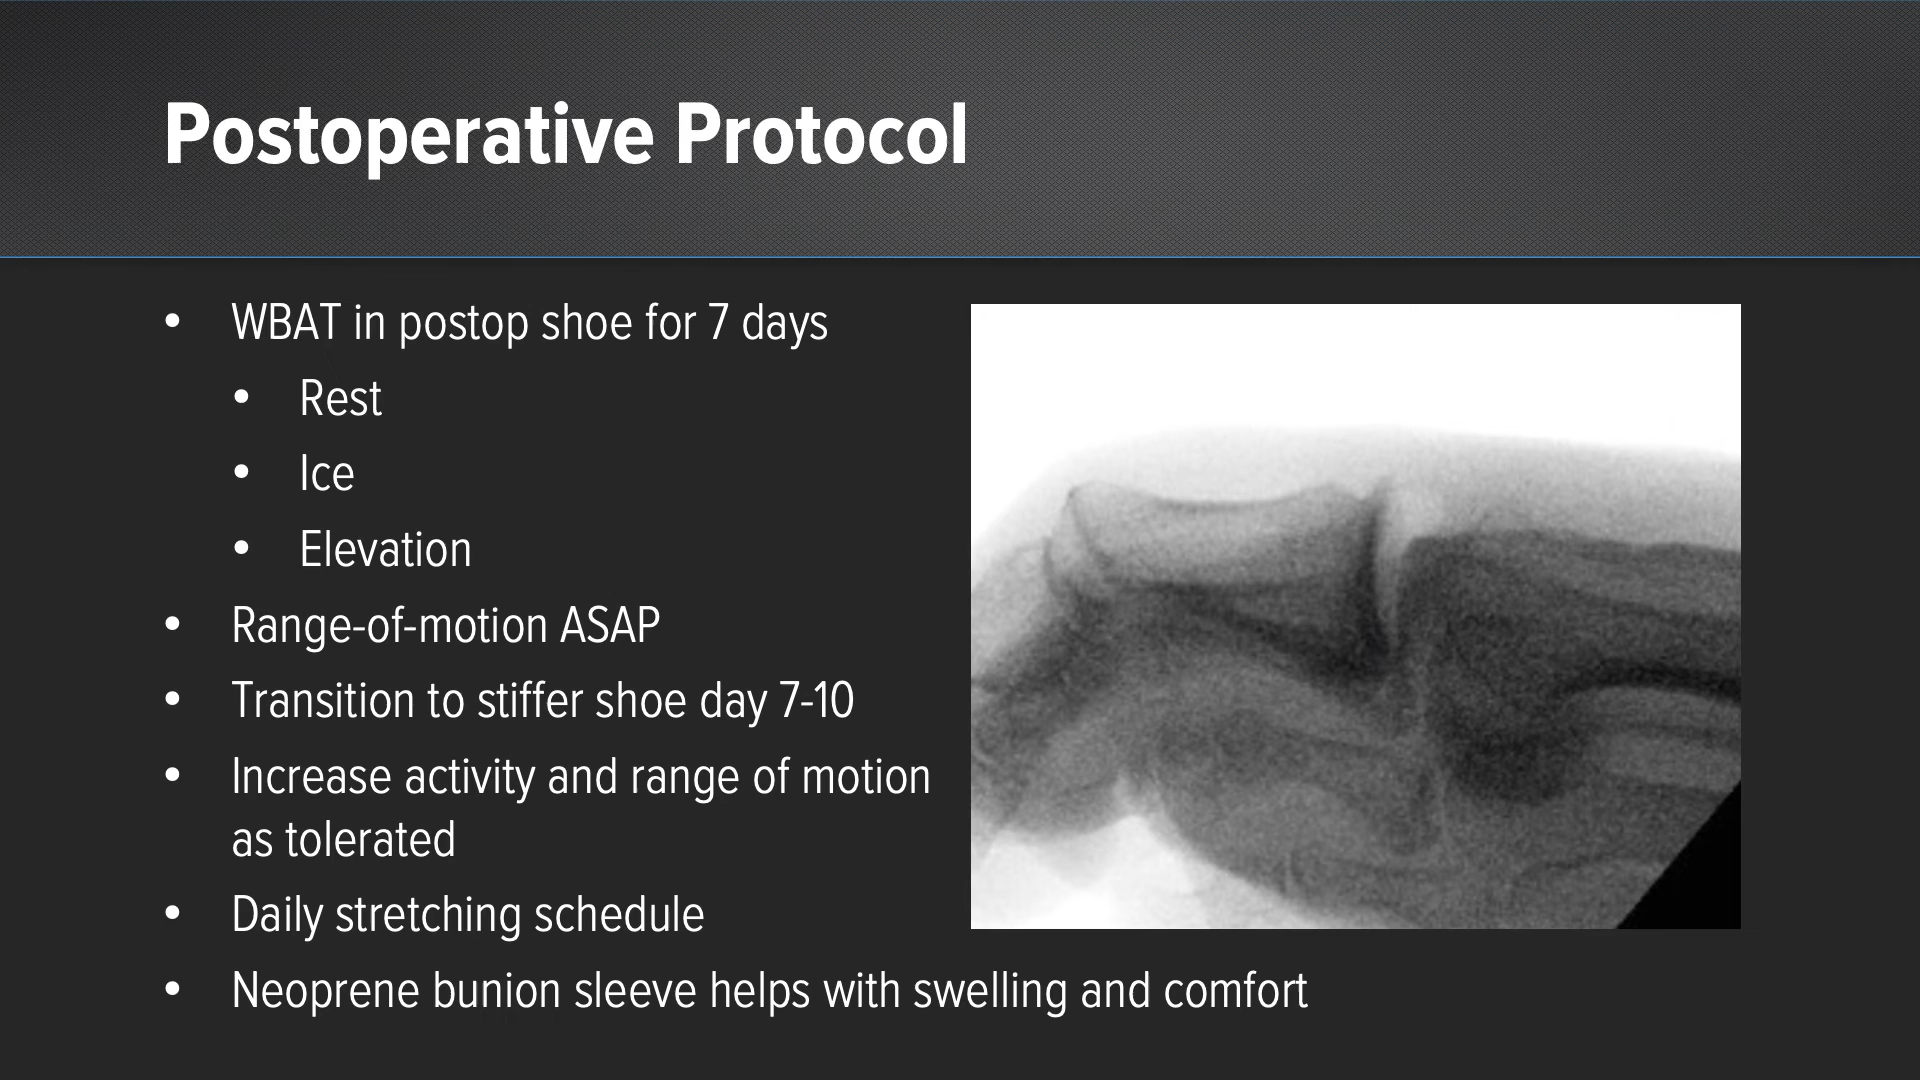 Postoperative Protocol
• WBAT in postop shoe for 7 days
• Rest
• Ice
• Elevation
• Range-of-motion ASAP
• Transition to stiffer shoe day 7-10
• Increase activity and range of motion
as tolerated
• Daily stretching schedule
• Neoprene bunion sleeve helps with swelling and comfort